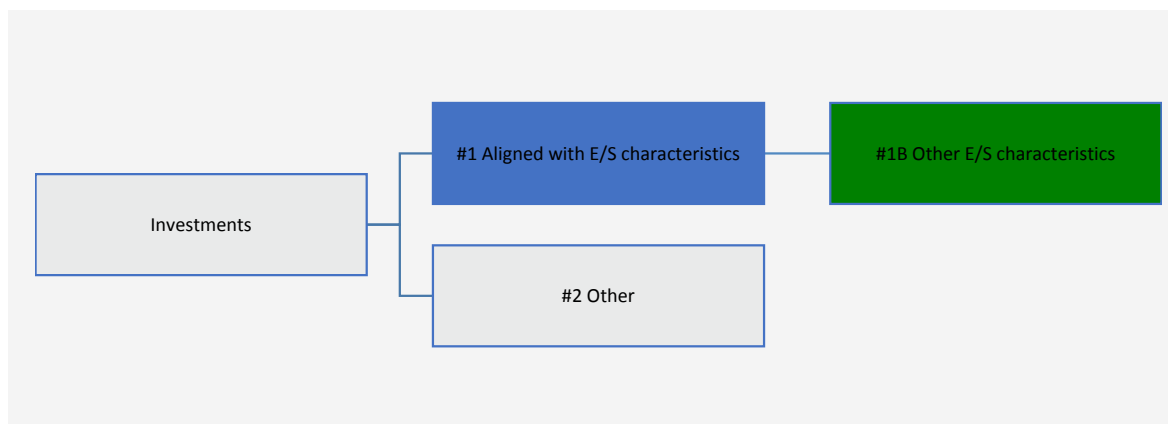 Investments
#1 Aligned with E/S characteristics
#1B Other E/S characteristics
#2 Other